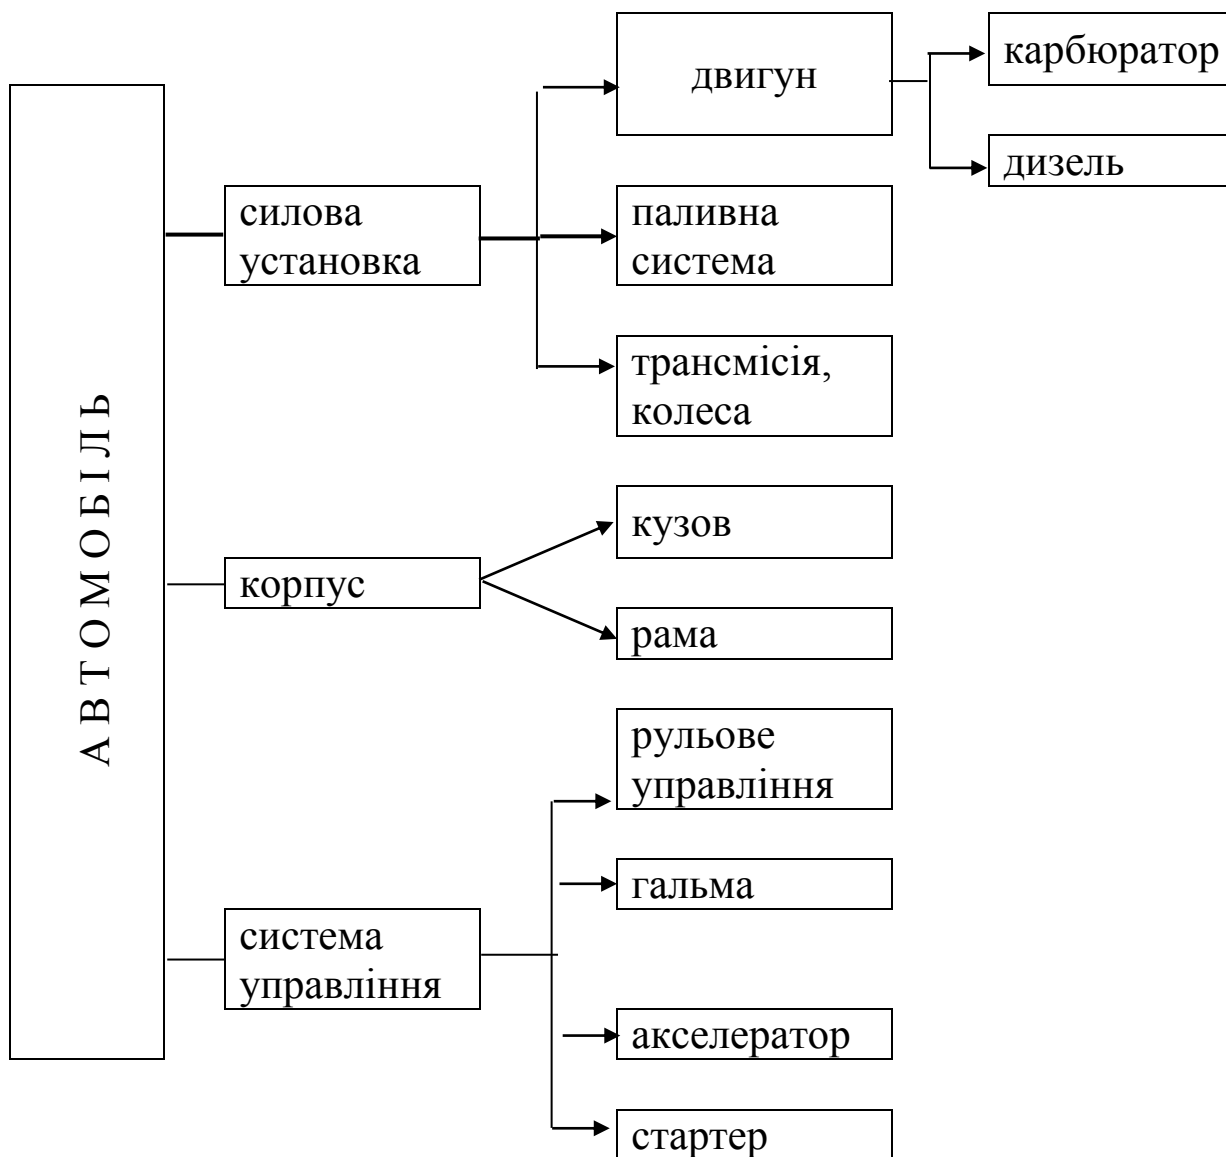 АВТОМОБІЛЬ
силова
установка
двигун
карбюратор
дизель
паливна
система
трансмісія,
колеса
корпус
кузов
рама
система
управління
рульове
управління
гальма
акселератор
стартер